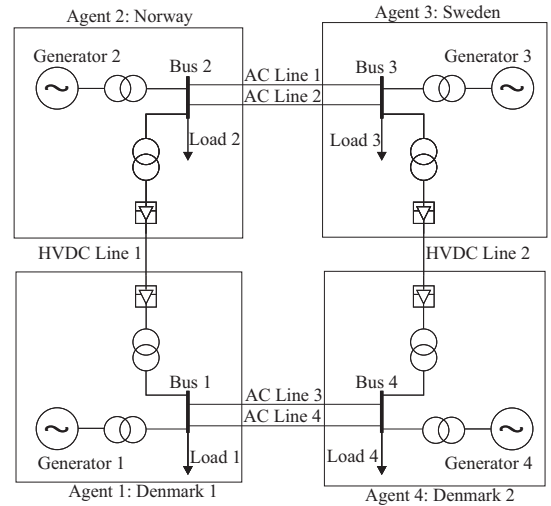 Agent 2: Norway
Agent 3: Sweden
Generator 2
Bus 2
AC Line 1
Bus 3
Generator 3
AC Line 2
Load 2
Load 3
HVDC Line 1
HVDC Line 2
Bus 1
AC Line 3
Bus 4
AC Line 4
Generator 1
Load 1
Load 4
Generator 4
Agent 1: Denmark 1
Agent 4: Denmark 2